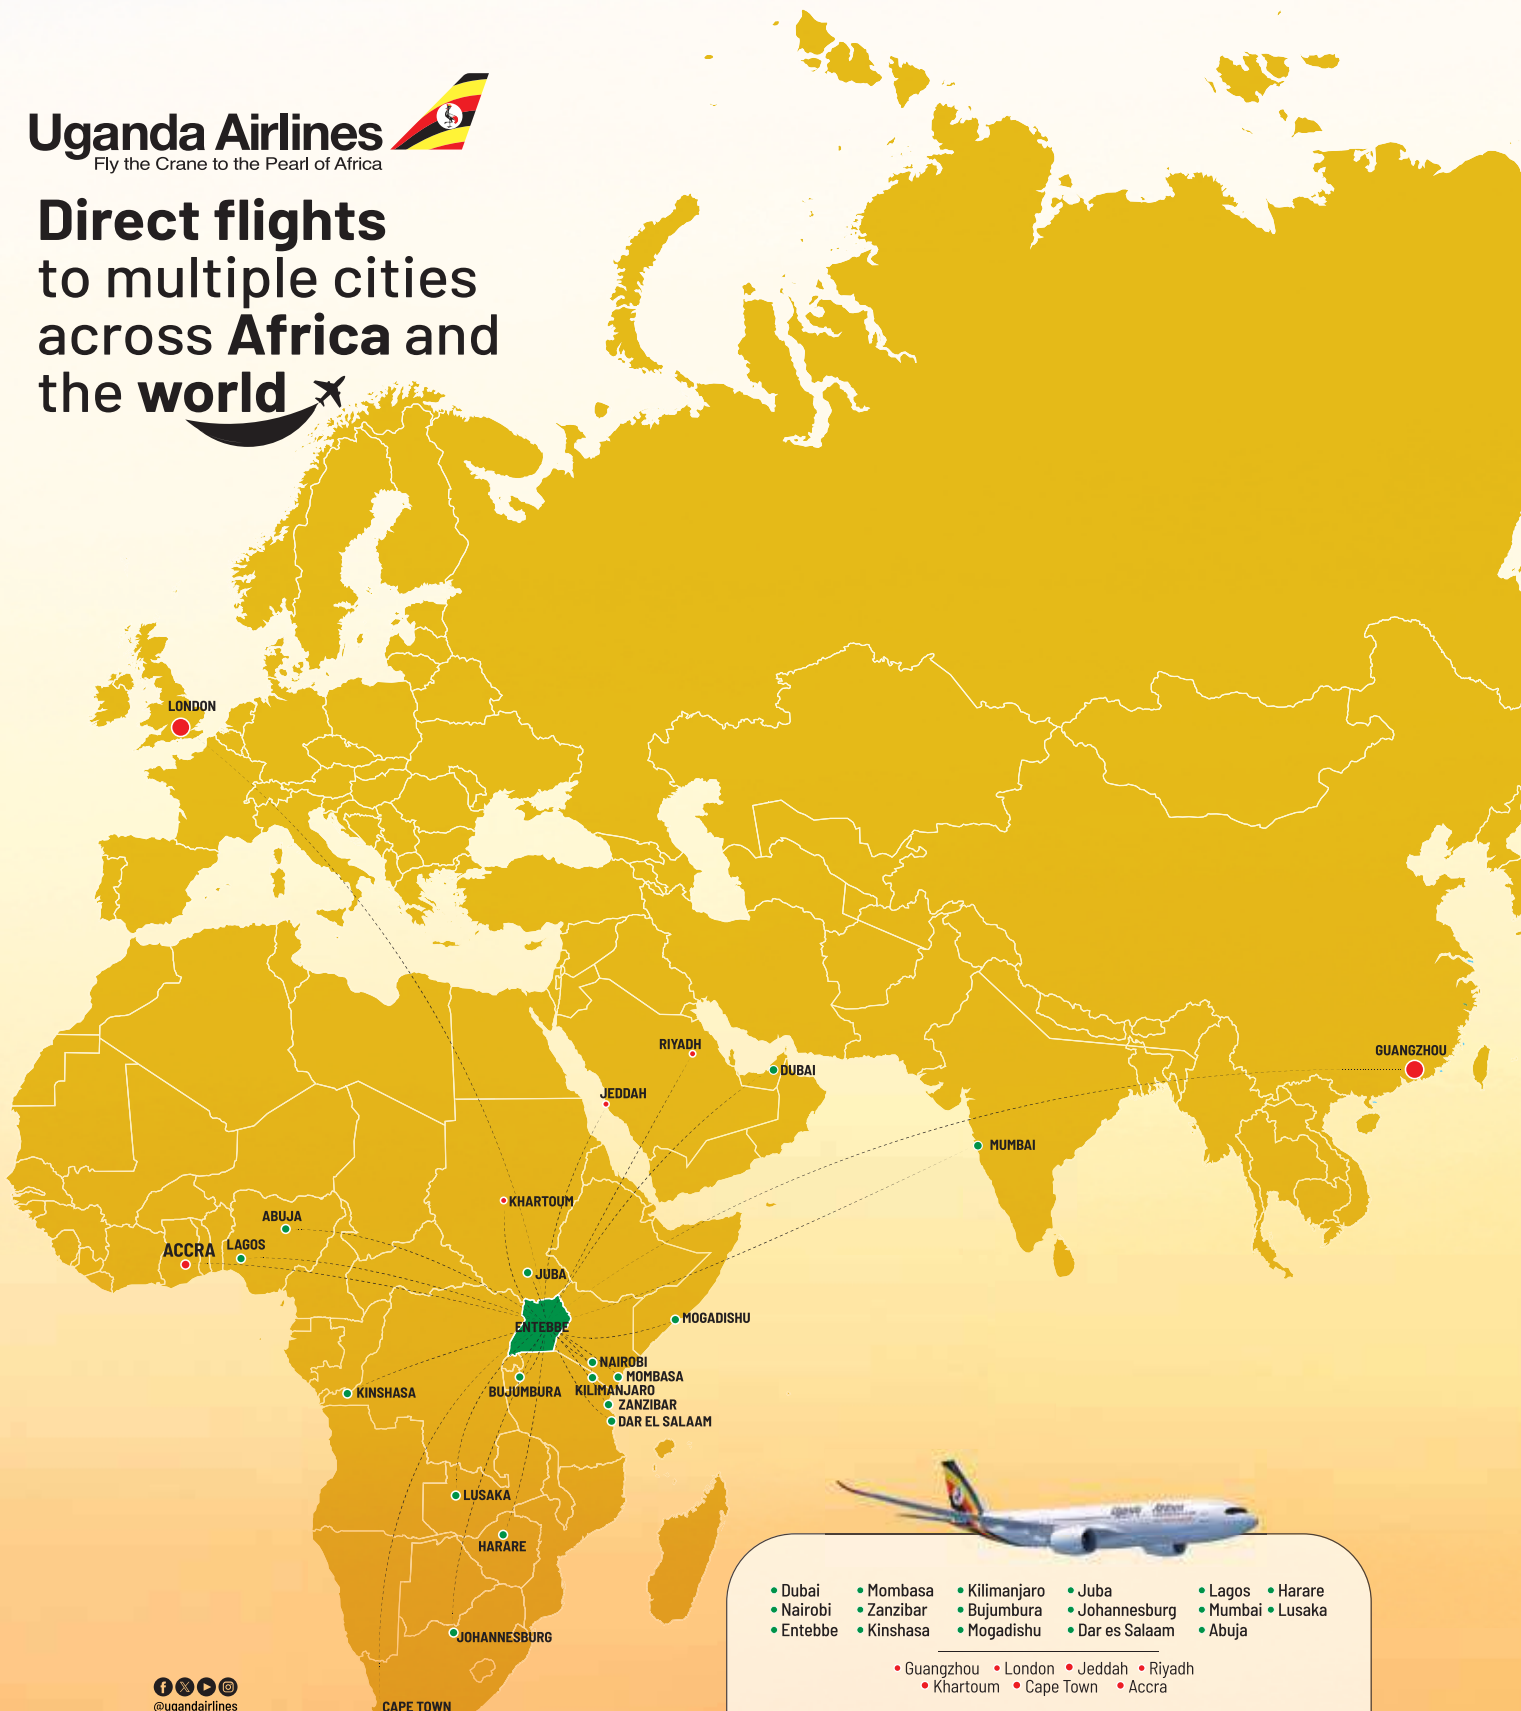 Uganda Airlines
Fly the Crane to the Pearl of Africa
Direct flights
to multiple cities
across Africa and
the world
LONDON
RIYADH
DUBAI
JEDDAH
GUANGZHOU
MUMBAI
KHARTOUM
ABUJA
ACCRA
LAGOS
JUBA
MOGADISHU
ENTEBBE
NAIROBI
MOMBASA
KINSHASA
BUJUMBURA
KILIMANJARO
ZANZIBAR
DAR EL SALAAM
LUSAKA
HARARE
JOHANNESBURG
CAPE TOWN
@ugandairlines
• Dubai • Mombasa • Kilimanjaro • Juba • Lagos • Harare
• Nairobi • Zanzibar • Bujumbura • Johannesburg • Mumbai • Lusaka
• Entebbe • Kinshasa • Mogadishu • Dar es Salaam • Abuja
• Guangzhou • London • Jeddah • Riyadh
• Khartoum • Cape Town • Accra